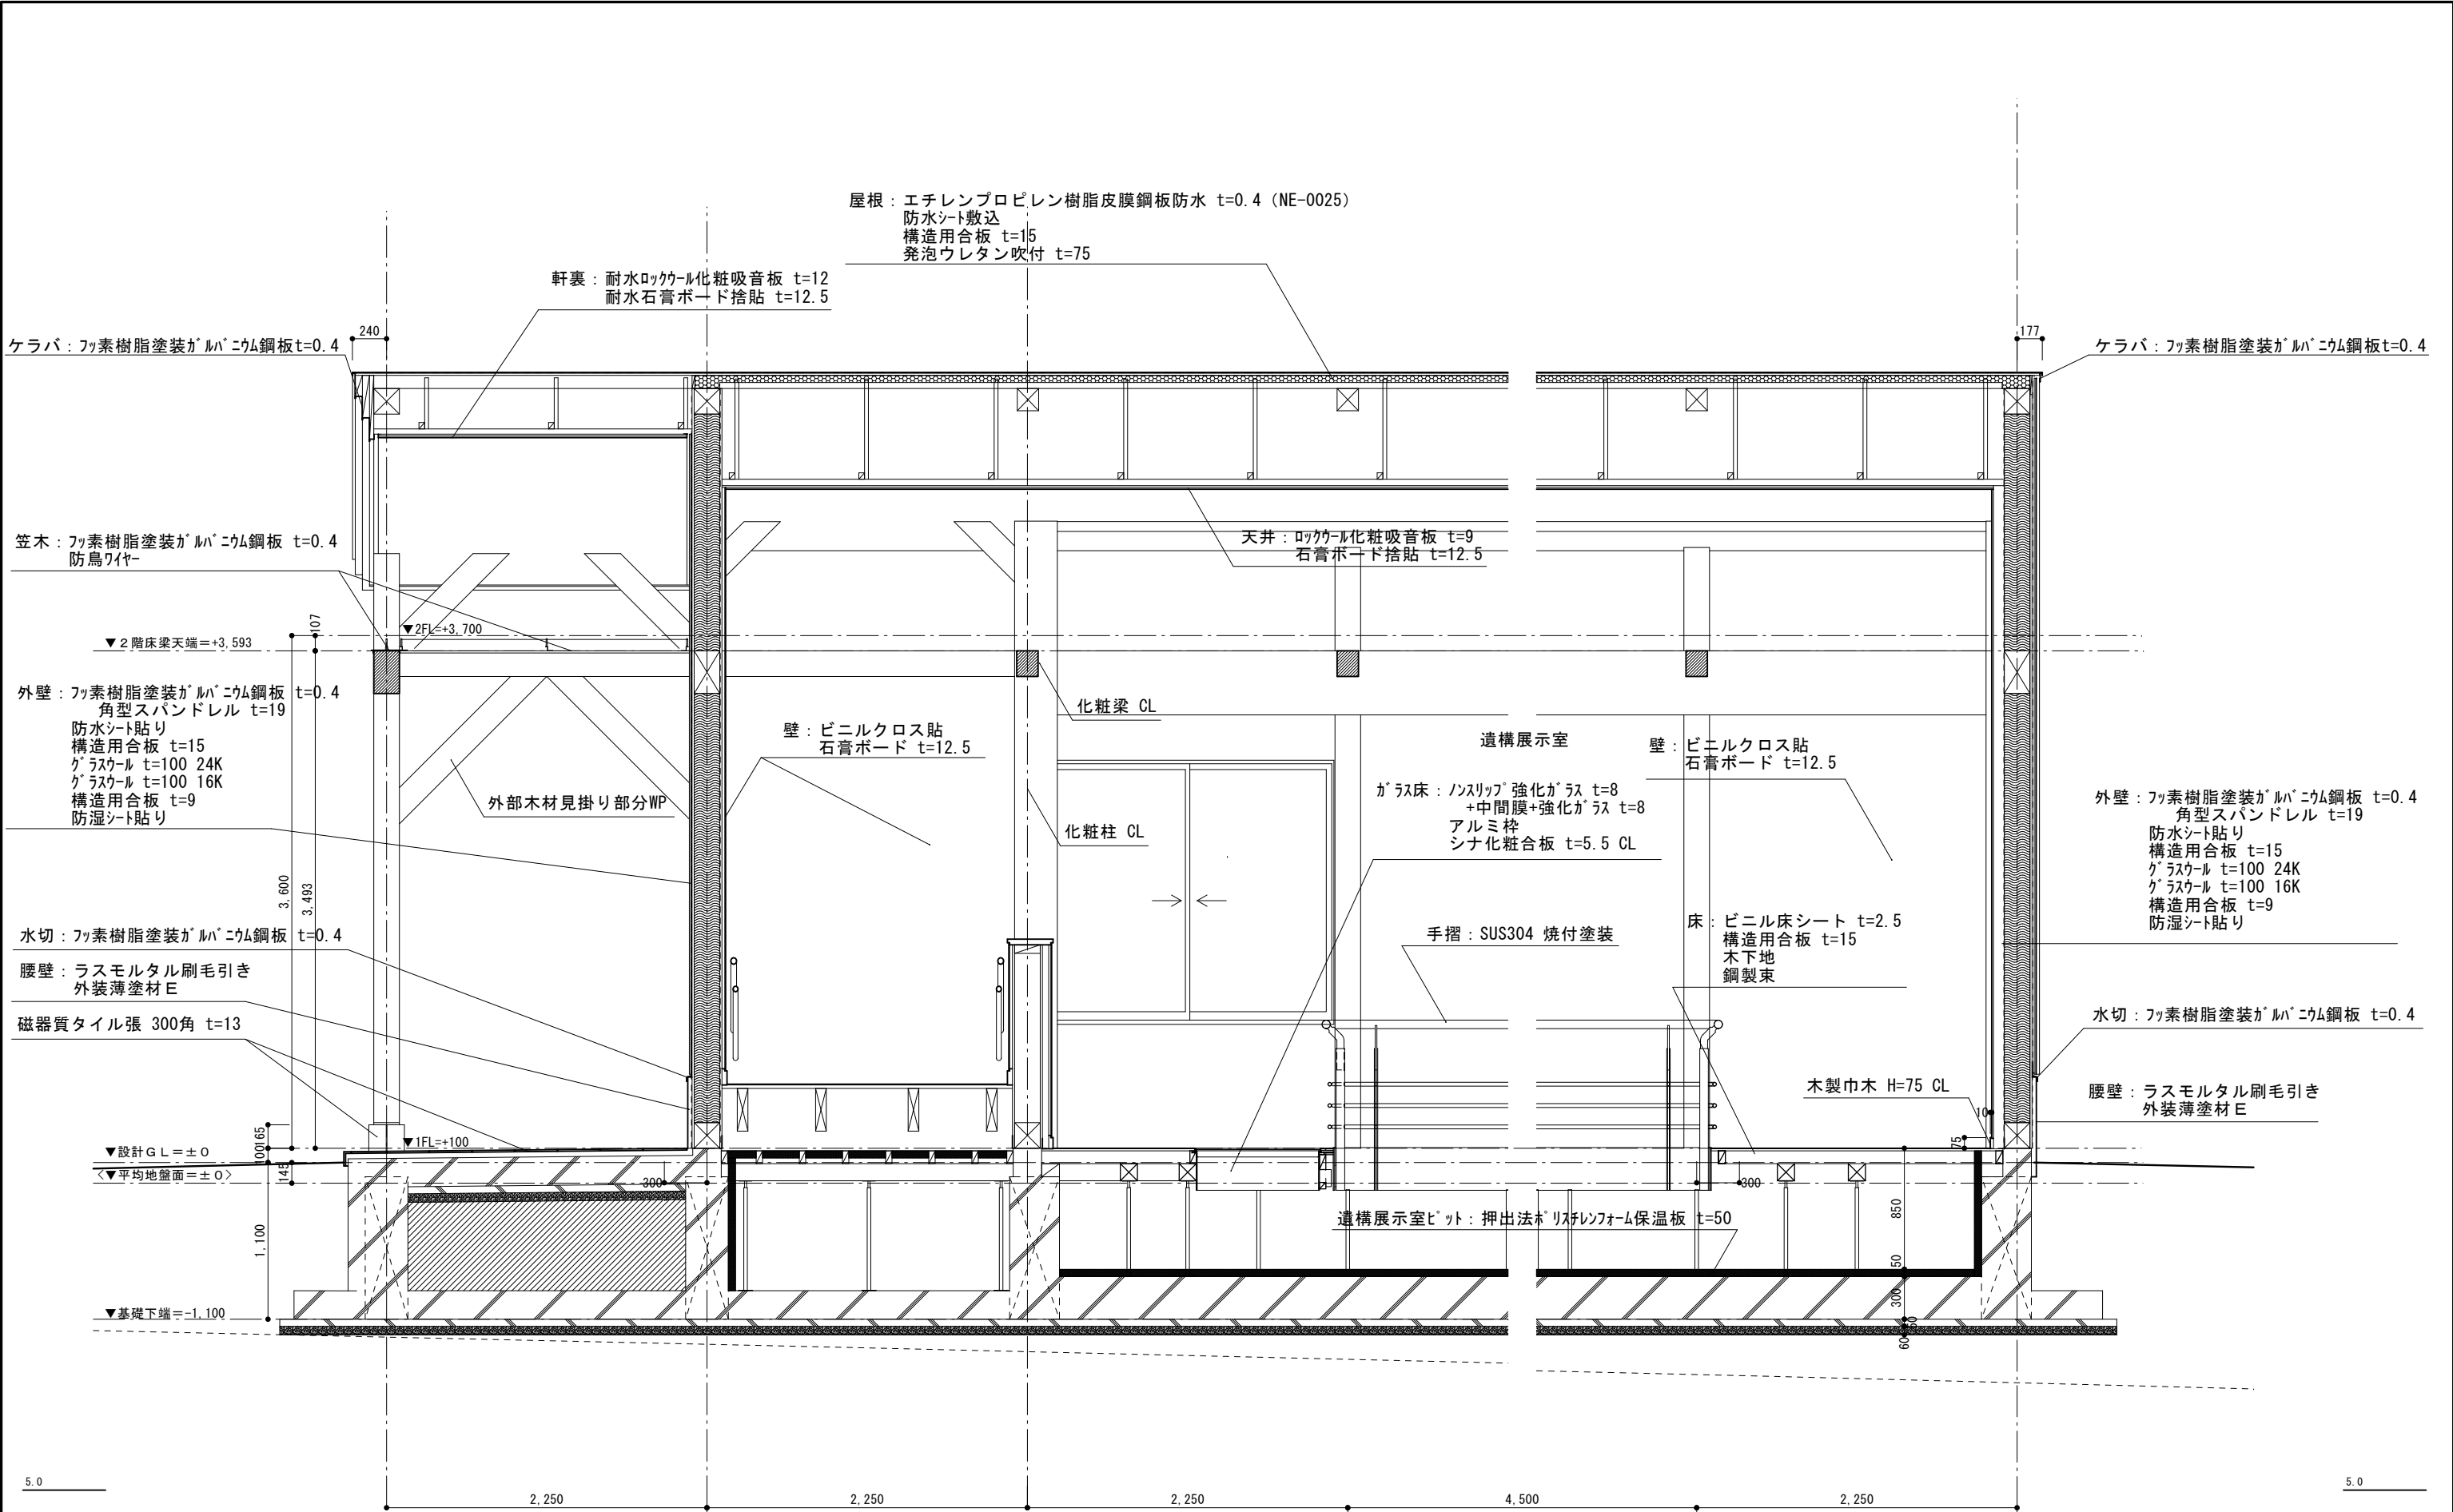 屋根：エチレンプロピレン樹脂皮膜鋼板防水 t=0.4（NE-0025）
防水ｼｰﾄ敷込
構造用合板 t=15
発泡ウレタン吹付 t=75
軒裏：耐水ﾛｯｸｳｰﾙ化粧吸音板 t=12
耐水石膏ボード捨貼 t=12.5
240
177
ケラバ：ﾌｯ素樹脂塗装ｶﾞﾙﾊﾞﾆｳﾑ鋼板t=0.4
ケラバ：ﾌｯ素樹脂塗装ｶﾞﾙﾊﾞﾆｳﾑ鋼板t=0.4
笠木：ﾌｯ素樹脂塗装ｶﾞﾙﾊﾞﾆｳﾑ鋼板 t=0.4
防鳥ﾜｲﾔｰ
天井：ﾛｯｸｳｰﾙ化粧吸音板 t=9
石膏ボード捨貼 t=12.5
107
▼2FL=+3,700
▼２階床梁天端＝+3,593
外壁：ﾌｯ素樹脂塗装ｶﾞﾙﾊﾞﾆｳﾑ鋼板 t=0.4
角型スパンドレル t=19
防水ｼｰﾄ貼り
構造用合板 t=15
ｸﾞﾗｽｳｰﾙ t=100 24K
ｸﾞﾗｽｳｰﾙ t=100 16K
構造用合板 t=9
防湿ｼｰﾄ貼り
外部木材見掛り部分WP
壁：ビニルクロス貼
石膏ボード t=12.5
化粧梁 CL
化粧柱 CL
遺構展示室
壁：ビニルクロス貼
石膏ボード t=12.5
ｶﾞﾗｽ床：ﾉﾝｽﾘｯﾌﾟ強化ｶﾞﾗｽ t=8
+中間膜+強化ｶﾞﾗｽ t=8
アルミ枠
シナ化粧合板 t=5.5 CL
外壁：ﾌｯ素樹脂塗装ｶﾞﾙﾊﾞﾆｳﾑ鋼板 t=0.4
角型スパンドレル t=19
防水ｼｰﾄ貼り
構造用合板 t=15
ｸﾞﾗｽｳｰﾙ t=100 24K
ｸﾞﾗｽｳｰﾙ t=100 16K
構造用合板 t=9
防湿ｼｰﾄ貼り
3,600
3,493
手摺：SUS304 焼付塗装
床：ビニル床シート t=2.5
構造用合板 t=15
木下地
鋼製束
水切：ﾌｯ素樹脂塗装ｶﾞﾙﾊﾞﾆｳﾑ鋼板 t=0.4
腰壁：ラスモルタル刷毛引き
外装薄塗材Ｅ
磁器質タイル張 300角 t=13
水切：ﾌｯ素樹脂塗装ｶﾞﾙﾊﾞﾆｳﾑ鋼板 t=0.4
木製巾木 H=75 CL
腰壁：ラスモルタル刷毛引き
外装薄塗材Ｅ
10
75
165
100
145
▼1FL=+100
▼設計ＧＬ＝±０
〈▼平均地盤面＝±０〉
300
300
遺構展示室ﾋﾟｯﾄ：押出法ﾎﾟﾘｽﾁﾚﾝﾌｫｰﾑ保温板 t=50
1,100
850
50
300
50
60
▼基礎下端＝-1,100
5.0
5.0
2,250
2,250
2,250
4,500
2,250